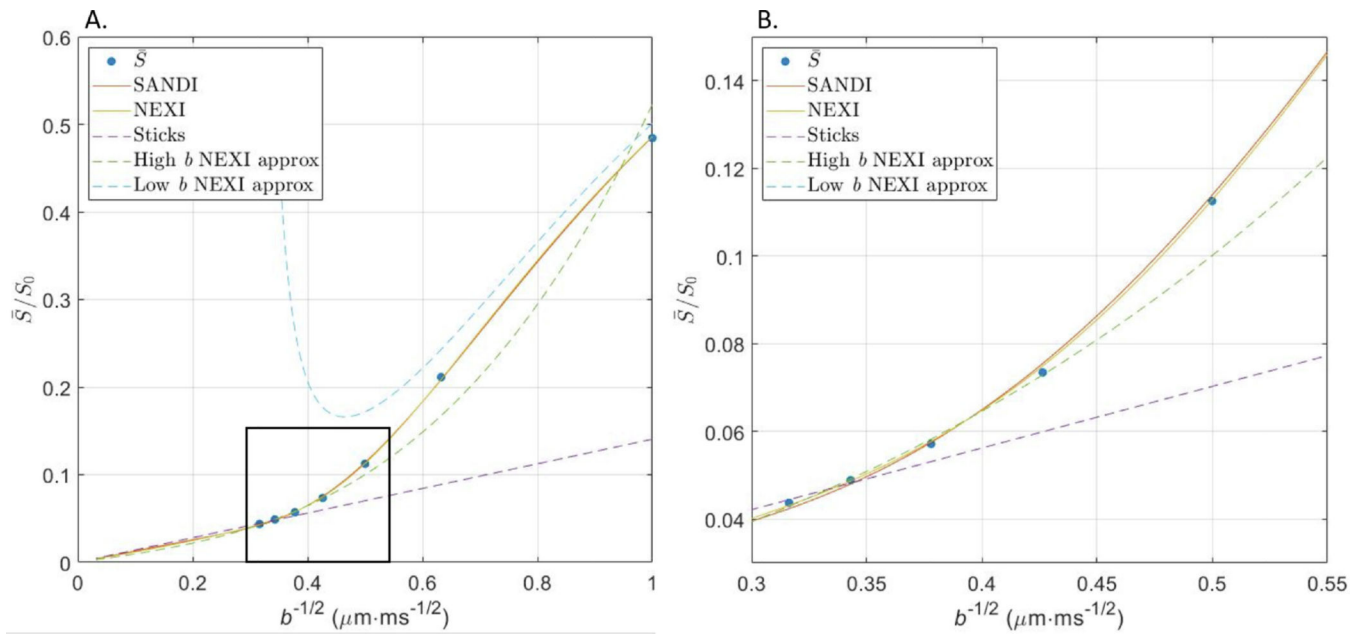 A.
0.6
0.5
0.4
0.3
0.2
0.1
0
S̄/S₀
S̄
SANDI
NEXI
Sticks
High b NEXI approx
Low b NEXI approx
0 0.2 0.4 0.6 0.8 1
b⁻¹/² (μm·ms⁻¹/²)
B.
0.14
0.12
0.1
0.08
0.06
0.04
S̄/S₀
S̄
SANDI
NEXI
Sticks
High b NEXI approx
Low b NEXI approx
0.3 0.35 0.4 0.45 0.5 0.55
b⁻¹/² (μm·ms⁻¹/²)